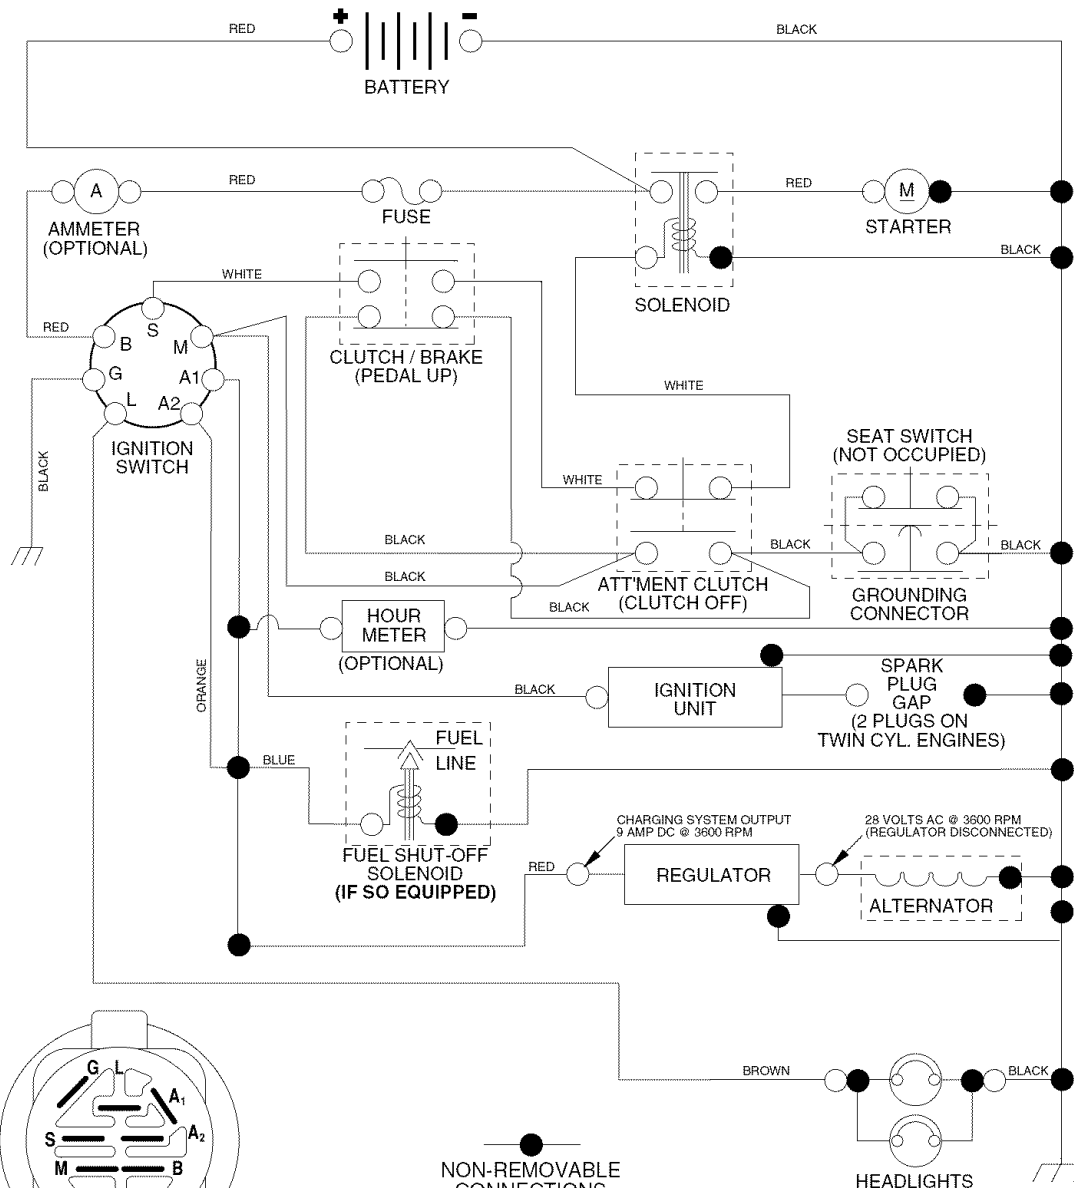 + -
RED
BLACK
BATTERY
A
RED
FUSE
RED
M
STARTER
AMMETER
(OPTIONAL)
BLACK
SOLENOID
WHITE
RED
S
B
M
G
A1
L
A2
CLUTCH / BRAKE
(PEDAL UP)
WHITE
IGNITION
SWITCH
BLACK
SEAT SWITCH
(NOT OCCUPIED)
WHITE
BLACK
BLACK
BLACK
BLACK
ATT'MENT CLUTCH
(CLUTCH OFF)
GROUNDING
CONNECTOR
BLACK
HOUR
METER
(OPTIONAL)
ORANGE
BLACK
IGNITION
UNIT
SPARK
PLUG
GAP
(2 PLUGS ON
TWIN CYL. ENGINES)
BLUE
FUEL
LINE
FUEL SHUT-OFF
SOLENOID
(IF SO EQUIPPED)
CHARGING SYSTEM OUTPUT
9 AMP DC @ 3600 RPM
28 VOLTS AC @ 3600 RPM
(REGULATOR DISCONNECTED)
RED
REGULATOR
ALTERNATOR
BROWN
BLACK
HEADLIGHTS
G L
A1
A2
S
M
B
NON-REMOVABLE
CONNECTIONS